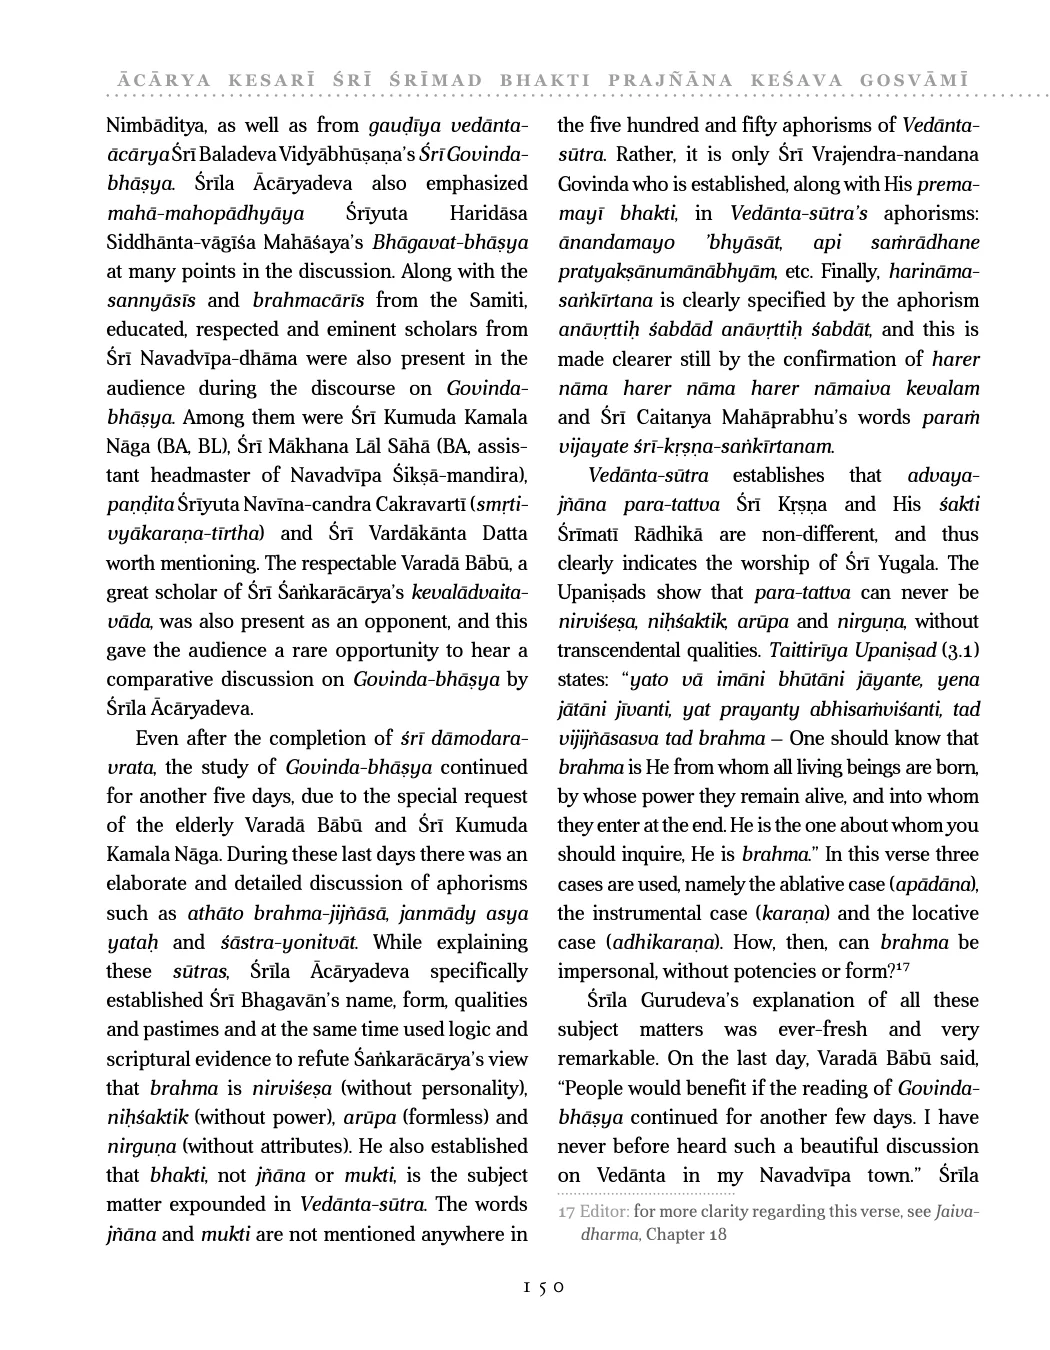 ĀCĀRYA KESARĪ ŚRĪ ŚRĪMAD BHAKTI PRAJÑĀNA KEŚAVA GOSVĀMĪ
Nimbāditya, as well as from gauḍīya vedānta-
ācārya Śrī Baladeva Vidyābhūṣaṇa’s Śrī Govinda-
bhāṣya. Śrīla Ācāryadeva also emphasized
mahā-mahopādhyāya Śrīyuta Haridāsa
Siddhānta-vāgīśa Mahāśaya’s Bhāgavat-bhāṣya
at many points in the discussion. Along with the
sannyāsīs and brahmacārīs from the Samiti,
educated, respected and eminent scholars from
Śrī Navadvīpa-dhāma were also present in the
audience during the discourse on Govinda-
bhāṣya. Among them were Śrī Kumuda Kamala
Nāga (BA, BL), Śrī Mākhana Lāl Sāhā (BA, assis-
tant headmaster of Navadvīpa Śikṣā-mandira),
paṇḍita Śrīyuta Navīna-candra Cakravartī (smṛti-
vyākaraṇa-tīrtha) and Śrī Vardākānta Datta
worth mentioning. The respectable Varadā Bābū, a
great scholar of Śrī Śaṅkarācārya’s kevalādvaita-
vāda, was also present as an opponent, and this
gave the audience a rare opportunity to hear a
comparative discussion on Govinda-bhāṣya by
Śrīla Ācāryadeva.
Even after the completion of śrī dāmodara-
vrata, the study of Govinda-bhāṣya continued
for another five days, due to the special request
of the elderly Varadā Bābū and Śrī Kumuda
Kamala Nāga. During these last days there was an
elaborate and detailed discussion of aphorisms
such as athāto brahma-jijñāsā, janmādy asya
yataḥ and śāstra-yonitvāt. While explaining
these sūtras, Śrīla Ācāryadeva specifically
established Śrī Bhagavān’s name, form, qualities
and pastimes and at the same time used logic and
scriptural evidence to refute Śaṅkarācārya’s view
that brahma is nirviśeṣa (without personality),
niḥśaktik (without power), arūpa (formless) and
nirguṇa (without attributes). He also established
that bhakti, not jñāna or mukti, is the subject
matter expounded in Vedānta-sūtra. The words
jñāna and mukti are not mentioned anywhere in
the five hundred and fifty aphorisms of Vedānta-
sūtra. Rather, it is only Śrī Vrajendra-nandana
Govinda who is established, along with His prema-
mayī bhakti, in Vedānta-sūtra’s aphorisms:
ānandamayo ’bhyāsāt, api saṁrādhane
pratyakṣānumānābhyām, etc. Finally, harināma-
saṅkīrtana is clearly specified by the aphorism
anāvṛttiḥ śabdād anāvṛttiḥ śabdāt, and this is
made clearer still by the confirmation of harer
nāma harer nāma harer nāmaiva kevalam
and Śrī Caitanya Mahāprabhu’s words paraṁ
vijayate śrī-kṛṣṇa-saṅkīrtanam.
Vedānta-sūtra establishes that advaya-
jñāna para-tattva Śrī Kṛṣṇa and His śakti
Śrīmatī Rādhikā are non-different, and thus
clearly indicates the worship of Śrī Yugala. The
Upaniṣads show that para-tattva can never be
nirviśeṣa, niḥśaktik, arūpa and nirguṇa, without
transcendental qualities. Taittirīya Upaniṣad (3.1)
states: “yato vā imāni bhūtāni jāyante, yena
jātāni jīvanti, yat prayanty abhisaṁviśanti, tad
vijijñāsasva tad brahma – One should know that
brahma is He from whom all living beings are born,
by whose power they remain alive, and into whom
they enter at the end. He is the one about whom you
should inquire, He is brahma.” In this verse three
cases are used, namely the ablative case (apādāna),
the instrumental case (karaṇa) and the locative
case (adhikaraṇa). How, then, can brahma be
impersonal, without potencies or form?17
Śrīla Gurudeva’s explanation of all these
subject matters was ever-fresh and very
remarkable. On the last day, Varadā Bābū said,
“People would benefit if the reading of Govinda-
bhāṣya continued for another few days. I have
never before heard such a beautiful discussion
on Vedānta in my Navadvīpa town.” Śrīla
17 Editor: for more clarity regarding this verse, see Jaiva-
dharma, Chapter 18
150